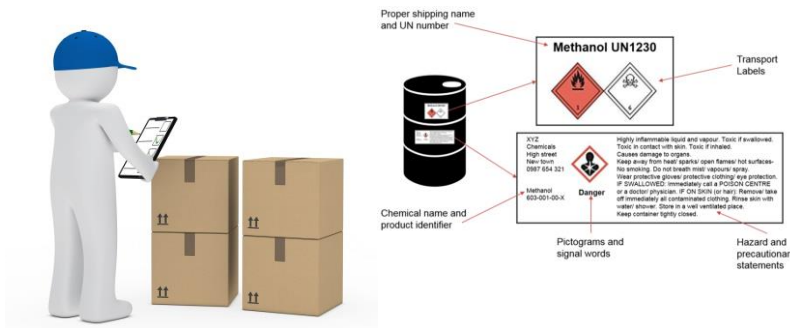 Proper shipping name
and UN number
Methanol UN1230
Transport
Labels
3
6
XYZ
Chemicals
High street
New town
0987 654 321
Methanol
603-001-00-X
Danger
Highly inflammable liquid and vapour. Toxic if swallowed.
Toxic in contact with skin. Toxic if inhaled.
Causes damage to organs.
Keep away from heat/ sparks/ open flames/ hot surfaces-
No smoking. Do not breath mist/ vapours/ spray.
Wear protective gloves/ protective clothing/ eye protection.
IF SWALLOWED: Immediately call a POISON CENTRE
or a doctor/ physician. IF ON SKIN (or hair): Remove/ take
off immediately all contaminated clothing. Rinse skin with
water/ shower. Store in a well ventilated place.
Keep container tightly closed.
Chemical name and
product identifier
Pictograms and
signal words
Hazard and
precautionar
statements